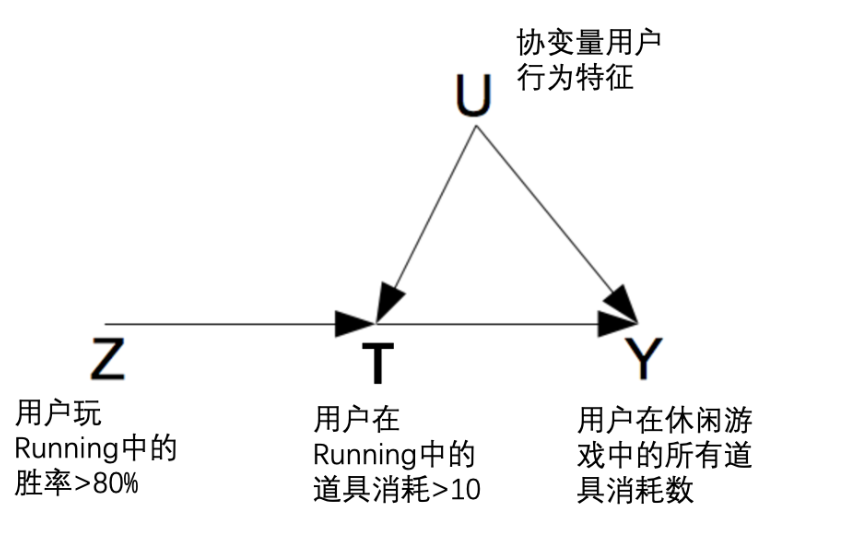 协变量用户
行为特征
U
Z
T
Y
用户玩
Running中的
胜率>80%
用户在
Running中的
道具消耗>10
用户在休闲游
戏中的所有道
具消耗数